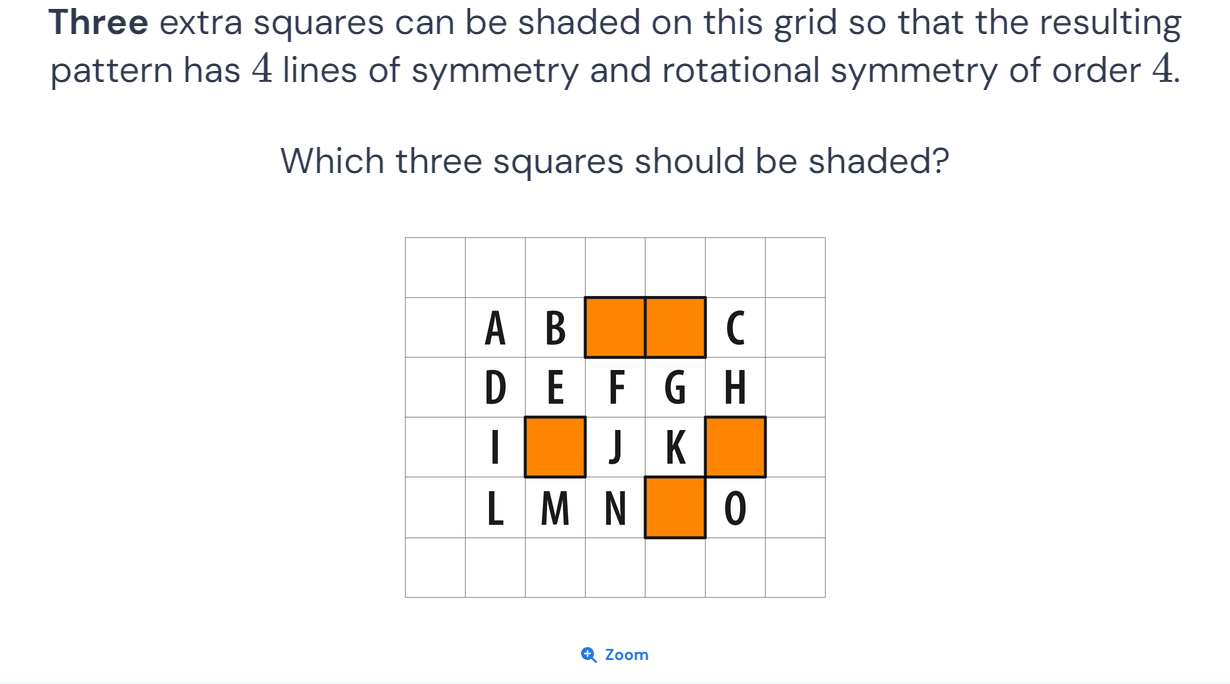 Three extra squares can be shaded on this grid so that the resulting
pattern has 4 lines of symmetry and rotational symmetry of order 4.
Which three squares should be shaded?
A B C
D E F G H
I J K
L M N O
Zoom